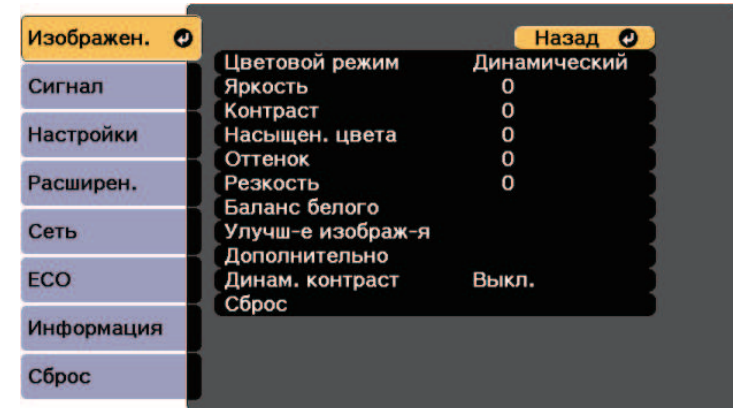 Изображен.
Сигнал
Настройки
Расширен.
Сеть
ECO
Информация
Сброс
Назад
Цветовой режим Динамический
Яркость 0
Контраст 0
Насыщен. цвета 0
Оттенок 0
Резкость 0
Баланс белого
Улучш-е изображ-я
Дополнительно
Динам. контраст Выкл.
Сброс